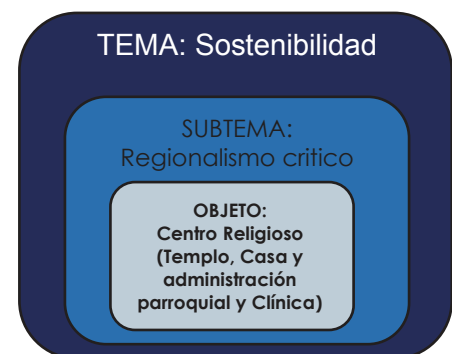 TEMA: Sostenibilidad
SUBTEMA:
Regionalismo critico
OBJETO:
Centro Religioso
(Templo, Casa y
administración
parroquial y Clínica)